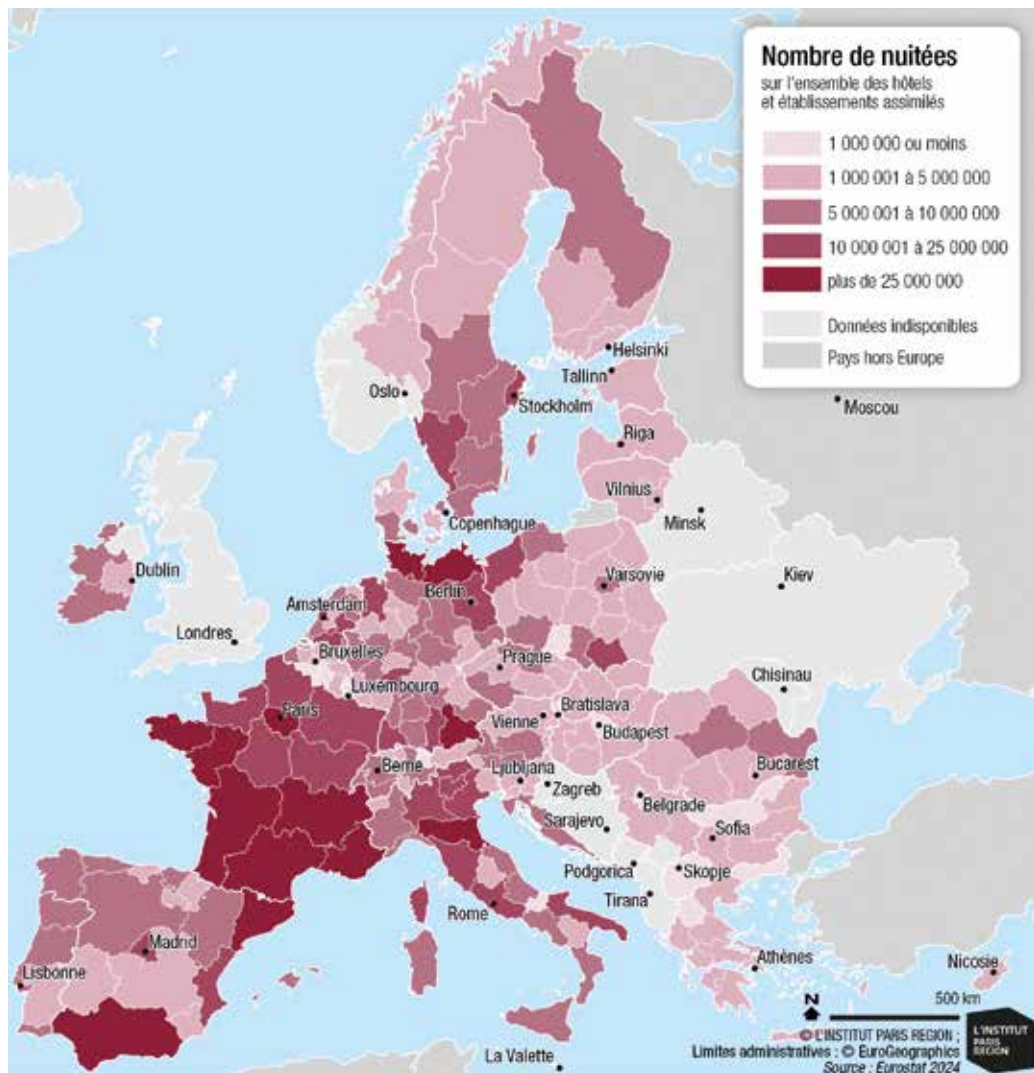 Nombre de nuitées
sur l'ensemble des hôtels
et établissements assimilés
1 000 000 ou moins
1 000 001 à 5 000 000
5 000 001 à 10 000 000
10 000 001 à 25 000 000
plus de 25 000 000
Données indisponibles
Pays hors Europe
Helsinki
Tallinn
Oslo
Stockholm
Moscou
Riga
Vilnius
Minsk
Copenhague
Dublin
Varsovie
Kiev
Berlin
Amsterdam
Londres
Bruxelles
Prague
Chisinau
Luxembourg
Paris
Bratislava
Vienne
Budapest
Berne
Ljubljana
Bucarest
Zagreb
Belgrade
Sarajevo
Sofia
Podgorica
Skopje
Tirana
Rome
Madrid
Lisbonne
Athènes
Nicosie
N
500 km
© L'INSTITUT PARIS REGION ;
Limites administratives : © EuroGeographics
Source : Eurostat 2024
L'INSTITUT
PARIS
REGION
La Valette